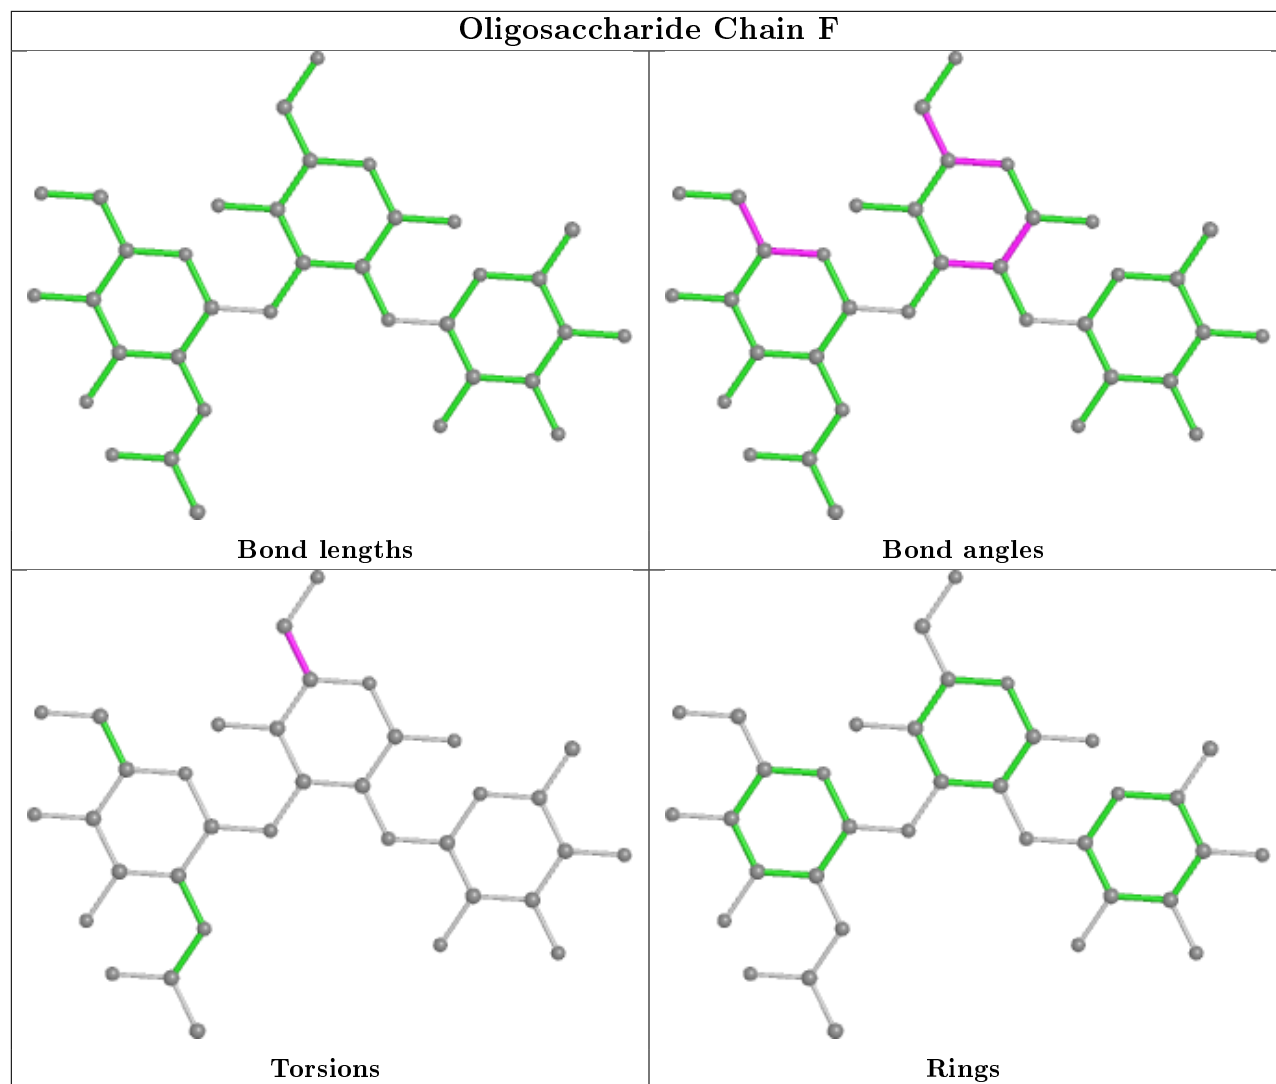 Oligosaccharide Chain F
Bond lengths
Bond angles
Torsions
Rings